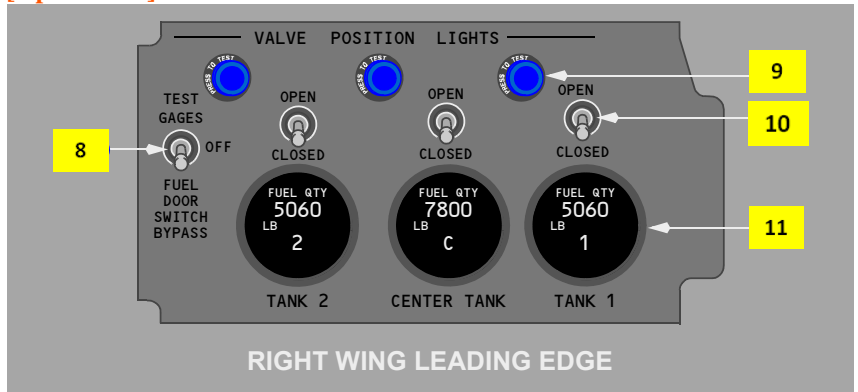 VALVE POSITION LIGHTS
PRESS TO TEST
PRESS TO TEST
PRESS TO TEST
9
TEST
GAGES
OPEN
OPEN
OPEN
10
8
OFF
CLOSED
CLOSED
CLOSED
FUEL
DOOR
SWITCH
BYPASS
FUEL QTY
5060
LB
2
FUEL QTY
7800
LB
C
FUEL QTY
5060
LB
1
11
TANK 2
CENTER TANK
TANK 1
RIGHT WING LEADING EDGE